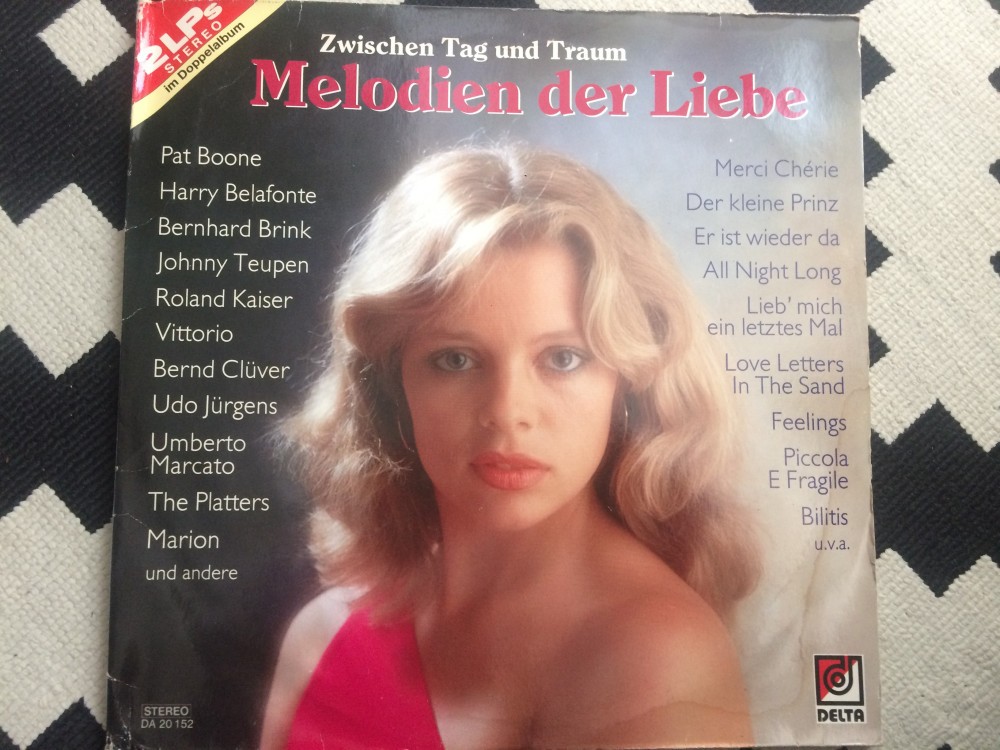 2 LPs
STEREO
im Doppelalbum
Zwischen Tag und Traum
Melodien der Liebe
Pat Boone
Harry Belafonte
Bernhard Brink
Johnny Teupen
Roland Kaiser
Vittorio
Bernd Clüver
Udo Jürgens
Umberto
Marcato
The Platters
Marion
und andere
Merci Chérie
Der kleine Prinz
Er ist wieder da
All Night Long
Lieb' mich
ein letztes Mal
Love Letters
In The Sand
Feelings
Piccola
E Fragile
Bilitis
u.v.a.
STEREO
DA 20 152
DELTA